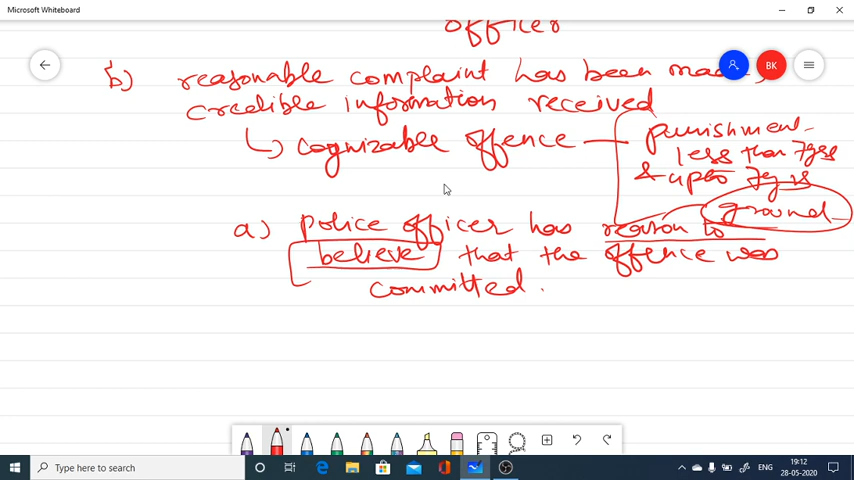 Microsoft Whiteboard
officer
BK
b) reasonable complaint has been made,
credible information received
↳ cognizable offence — punishment
less than 7yrs
& upto 7yrs
ground
a) police officer has reason to
believe that the offence was
committed.
Type here to search
ENG
19:12
28-05-2020